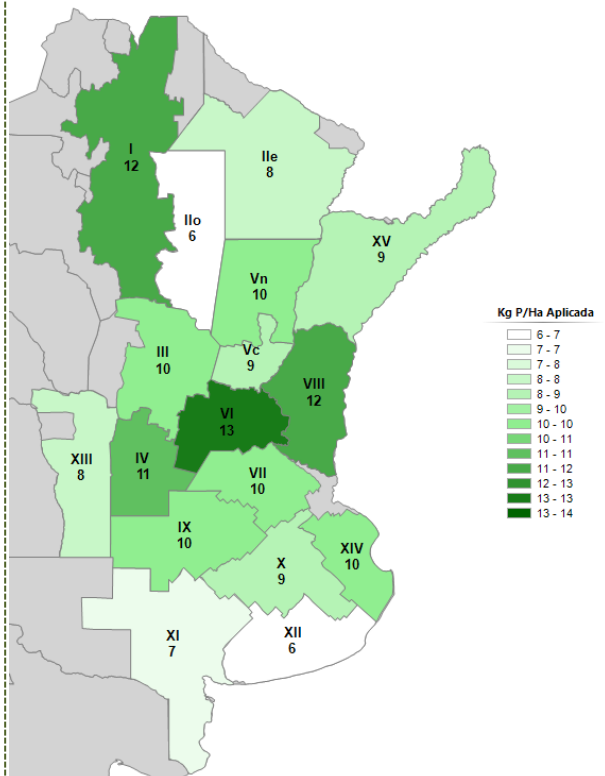 I
12
IIe
8
IIo
6
XV
9
Vn
10
Kg P/Ha Aplicada
6 - 7
7 - 7
7 - 8
8 - 8
8 - 9
9 - 10
10 - 10
10 - 11
11 - 11
11 - 12
12 - 13
13 - 13
13 - 14
III
10
Vc
9
VIII
12
VI
13
XIII
8
IV
11
VII
10
IX
10
XIV
10
X
9
XI
7
XII
6